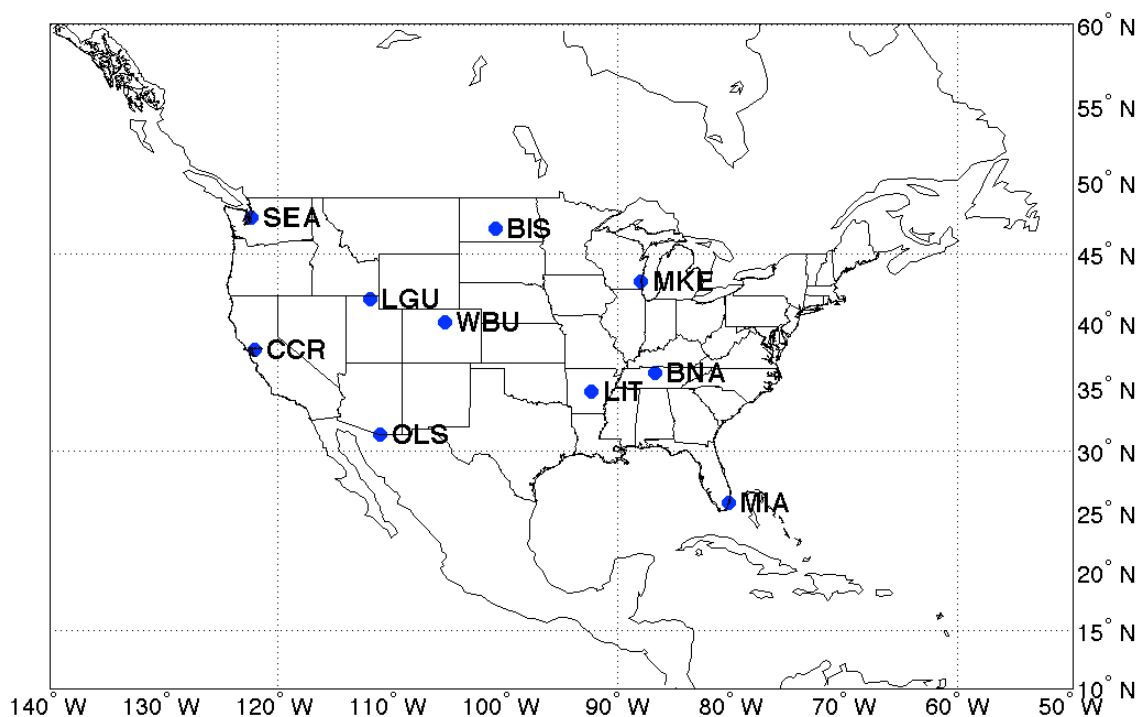 60° N
55° N
50° N
SEA
BIS
45° N
MKE
LGU
WBU
40° N
CCR
BNA
LIT
35° N
OLS
30° N
MIA
25° N
20° N
15° N
10° N
140° W 130° W 120° W 110° W 100° W 90° W 80° W 70° W 60° W 50° W